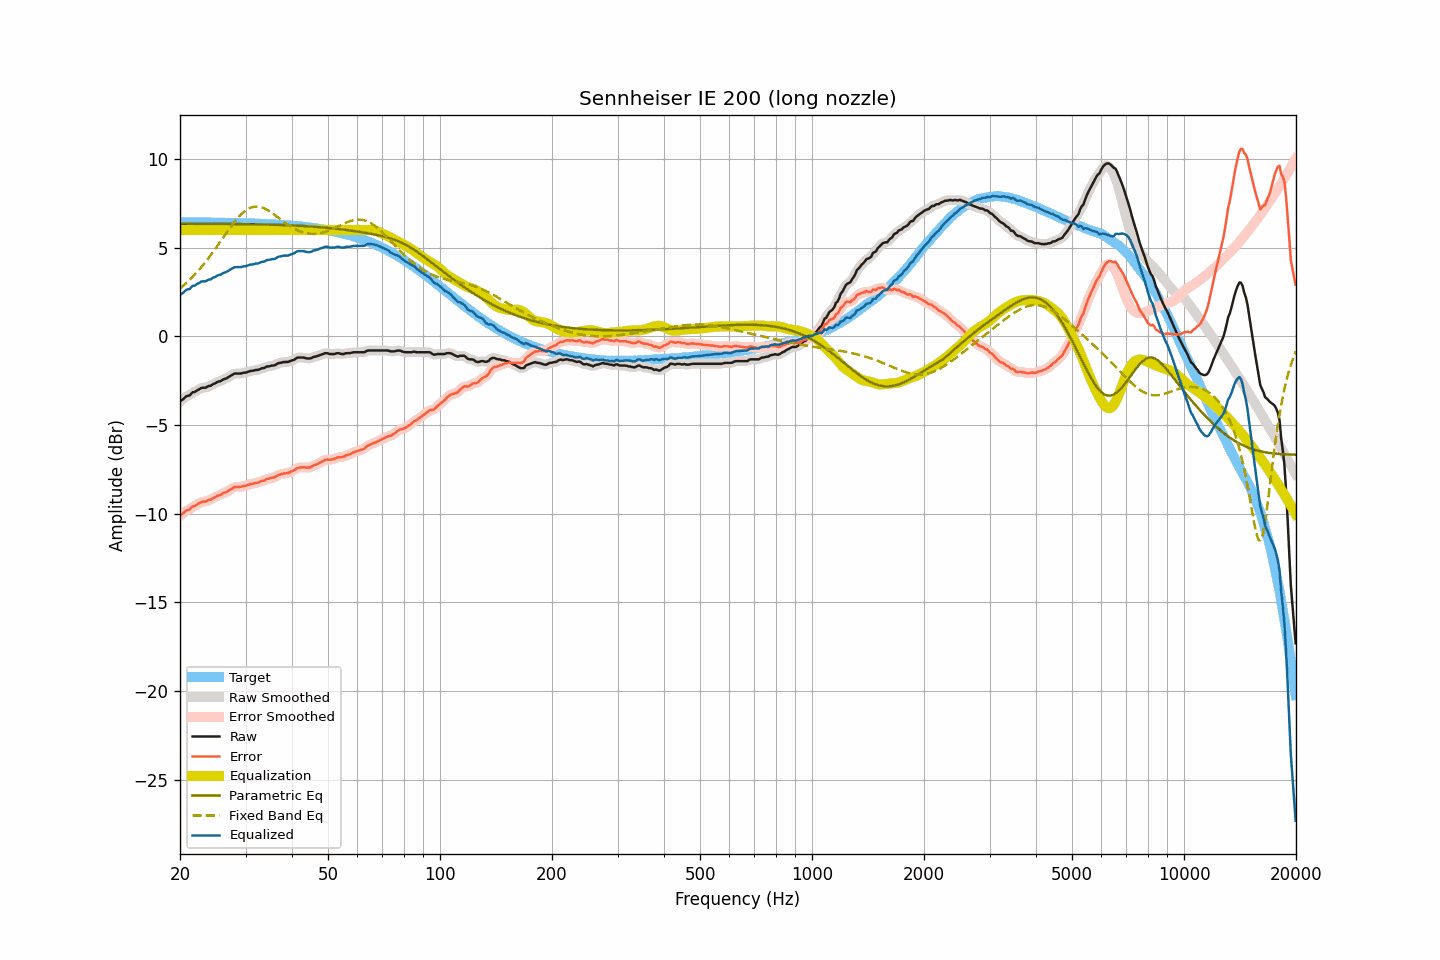 Sennheiser IE 200 (long nozzle)
Amplitude (dBr)
10
5
0
−5
−10
−15
−20
−25
Target
Raw Smoothed
Error Smoothed
Raw
Error
Equalization
Parametric Eq
Fixed Band Eq
Equalized
20 50 100 200 500 1000 2000 5000 10000 20000
Frequency (Hz)